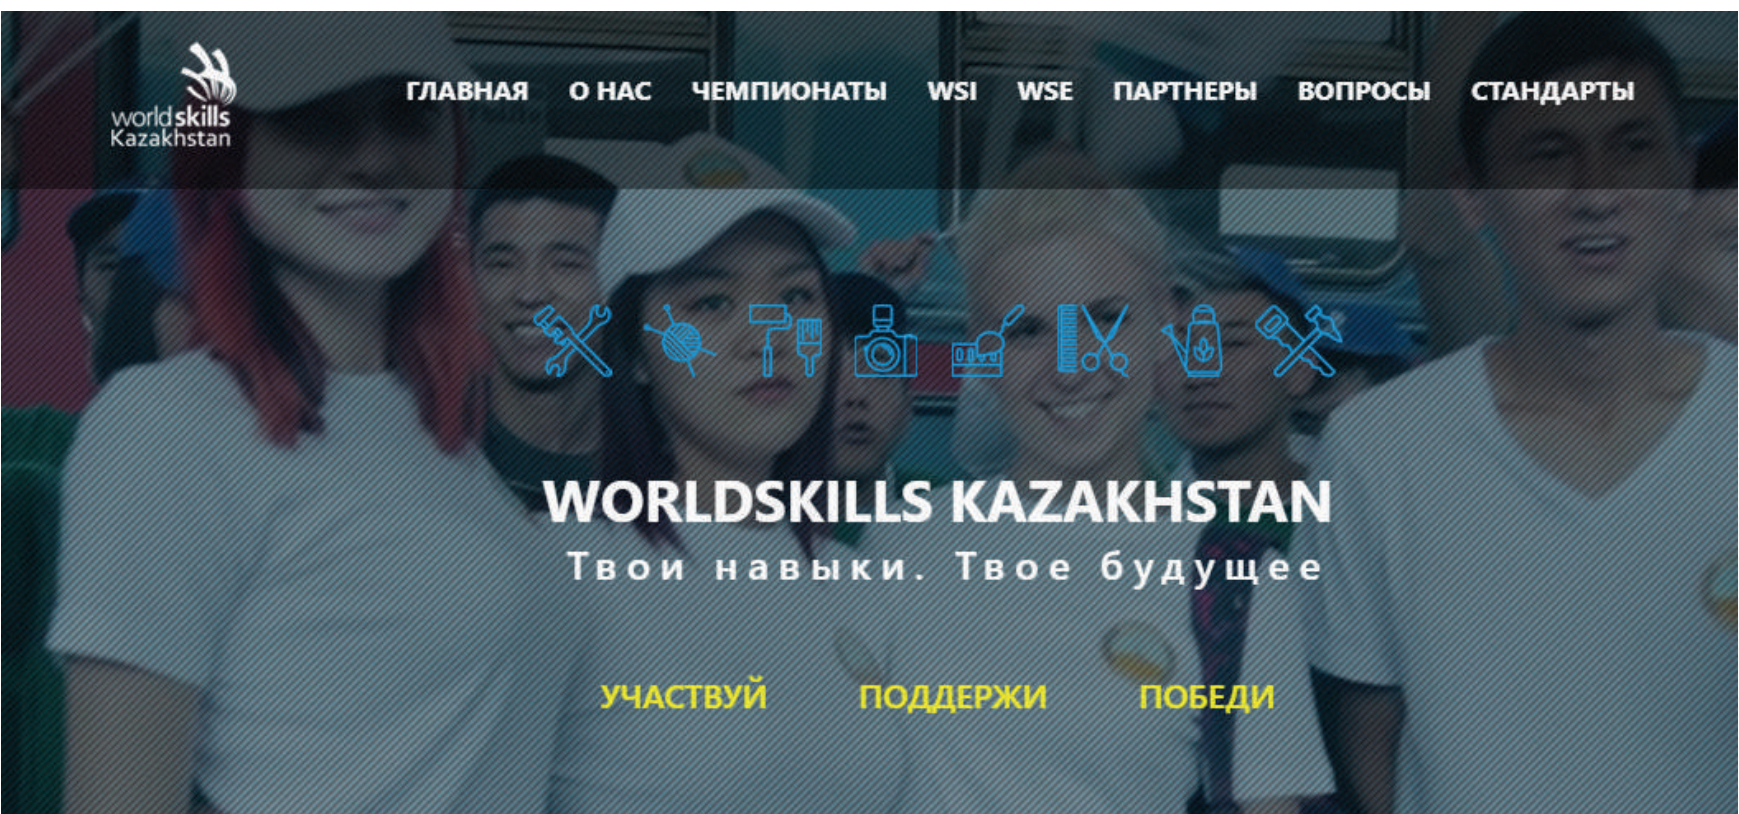 worldskills
Kazakhstan
ГЛАВНАЯ О НАС ЧЕМПИОНАТЫ WSI WSE ПАРТНЕРЫ ВОПРОСЫ СТАНДАРТЫ
WORLDSKILLS KAZAKHSTAN
Твои навыки. Твое будущее
УЧАСТВУЙ ПОДДЕРЖИ ПОБЕДИ